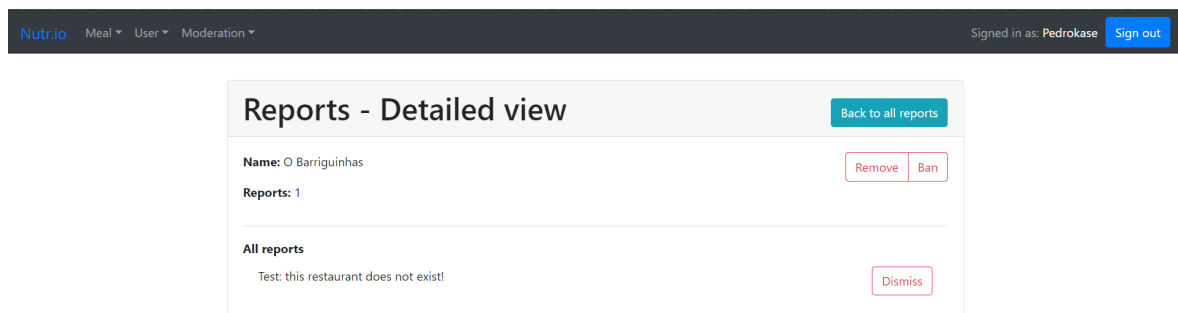 Nutr.io Meal User Moderation Signed in as: Pedrokase Sign out
Reports - Detailed view Back to all reports
Name: O Barriguinhas Remove Ban
Reports: 1
All reports
Test: this restaurant does not exist! Dismiss